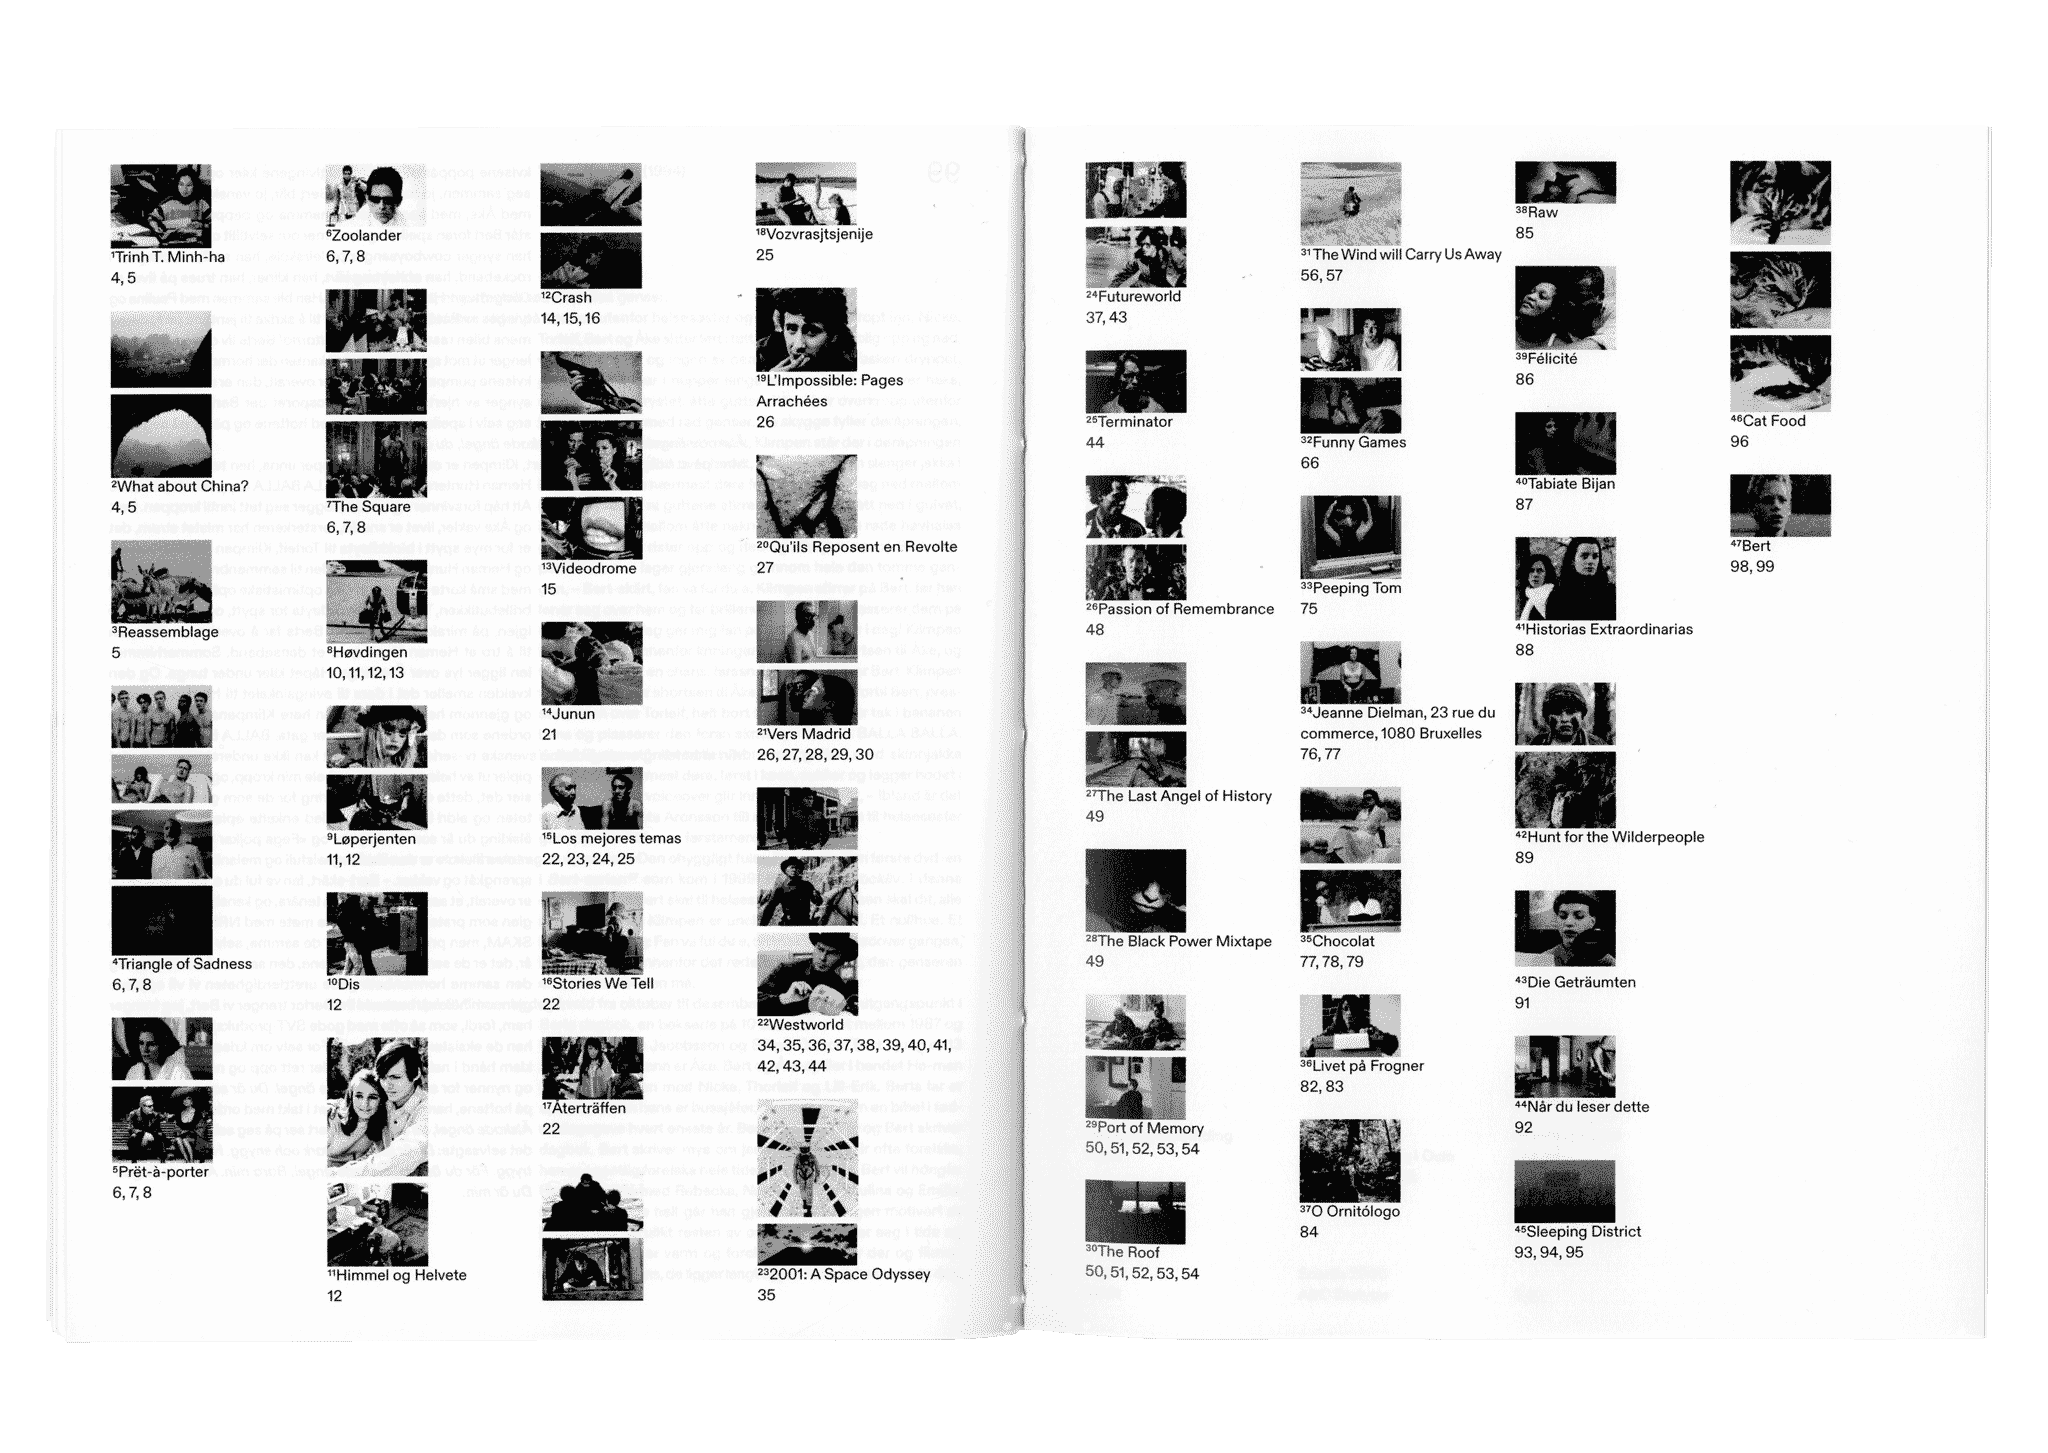 ¹Trinh T. Minh-ha
4, 5
²What about China?
4, 5
³Reassemblage
5
⁴Triangle of Sadness
6, 7, 8
⁵Prët-à-porter
6, 7, 8
⁶Zoolander
6, 7, 8
⁷The Square
6, 7, 8
⁸Høvdingen
10, 11, 12, 13
⁹Løperjenten
11, 12
¹⁰Dis
12
¹¹Himmel og Helvete
12
¹²Crash
14, 15, 16
¹³Videodrome
15
¹⁴Junun
21
¹⁵Los mejores temas
22, 23, 24, 25
¹⁶Stories We Tell
22
¹⁷Återträffen
22
¹⁸Vozvrasjtsjenije
25
¹⁹L'Impossible: Pages
Arrachées
26
²⁰Qu'ils Reposent en Revolte
27
²¹Vers Madrid
26, 27, 28, 29, 30
²²Westworld
34, 35, 36, 37, 38, 39, 40, 41,
42, 43, 44
²³2001: A Space Odyssey
35
²⁴Futureworld
37, 43
²⁵Terminator
44
²⁶Passion of Remembrance
48
²⁷The Last Angel of History
49
²⁸The Black Power Mixtape
49
²⁹Port of Memory
50, 51, 52, 53, 54
³⁰The Roof
50, 51, 52, 53, 54
³¹The Wind will Carry Us Away
56, 57
³²Funny Games
66
³³Peeping Tom
75
³⁴Jeanne Dielman, 23 rue du
commerce, 1080 Bruxelles
76, 77
³⁵Chocolat
77, 78, 79
³⁶Livet på Frogner
82, 83
³⁷O Ornitólogo
84
³⁸Raw
85
³⁹Félicité
86
⁴⁰Tabiate Bijan
87
⁴¹Historias Extraordinarias
88
⁴²Hunt for the Wilderpeople
89
⁴³Die Geträumten
91
⁴⁴Når du leser dette
92
⁴⁵Sleeping District
93, 94, 95
⁴⁶Cat Food
96
⁴⁷Bert
98, 99